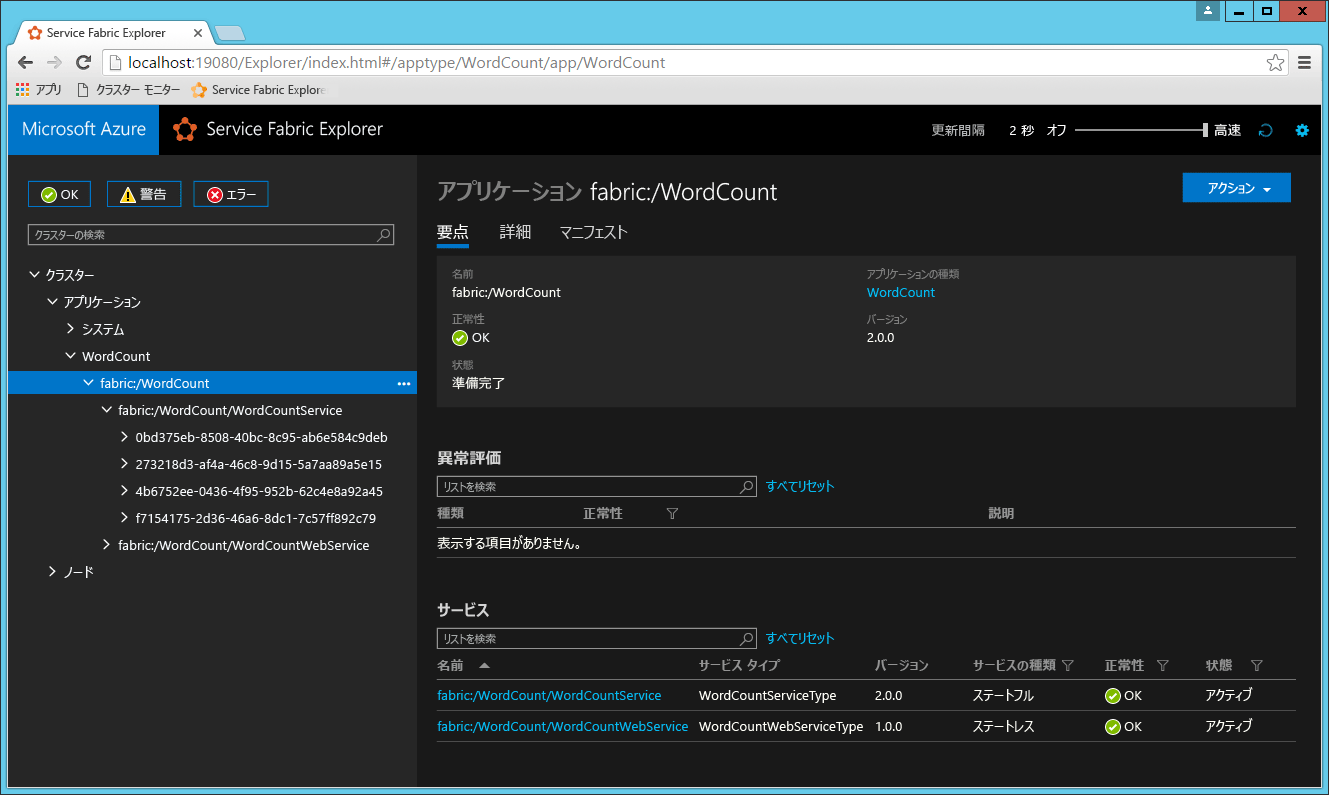 Service Fabric Explorer
localhost:19080/Explorer/index.html#/apptype/WordCount/app/WordCount
アプリ クラスター モニター Service Fabric Explore
Microsoft Azure Service Fabric Explorer 更新間隔 2 秒 オフ 高速
OK 警告 エラー
クラスターの検索
クラスター
アプリケーション
システム
WordCount
fabric:/WordCount
fabric:/WordCount/WordCountService
0bd375eb-8508-40bc-8c95-ab6e584c9deb
273218d3-af4a-46c8-9d15-5a7aa89a5e15
4b6752ee-0436-4f95-952b-62c4e8a92a45
f7154175-2d36-46a6-8dc1-7c57ff892c79
fabric:/WordCount/WordCountWebService
ノード
アプリケーション fabric:/WordCount アクション
要点 詳細 マニフェスト
名前 アプリケーションの種類
fabric:/WordCount WordCount
正常性 バージョン
OK 2.0.0
状態
準備完了
異常評価
リストを検索 すべてリセット
種類 正常性 説明
表示する項目がありません。
サービス
リストを検索 すべてリセット
名前 サービス タイプ バージョン サービスの種類 正常性 状態
fabric:/WordCount/WordCountService WordCountServiceType 2.0.0 ステートフル OK アクティブ
fabric:/WordCount/WordCountWebService WordCountWebServiceType 1.0.0 ステートレス OK アクティブ